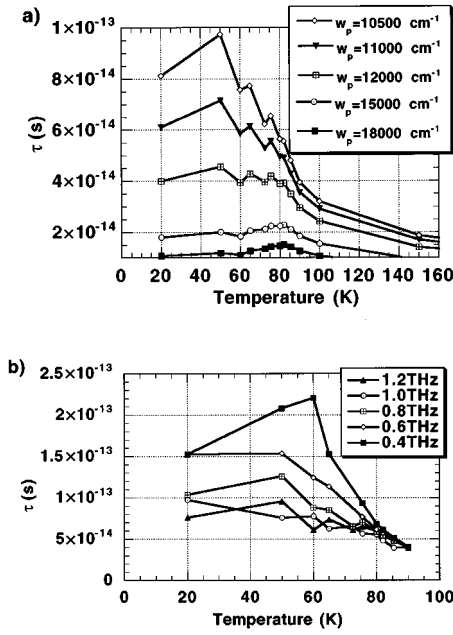 a)
1×10⁻¹³
8×10⁻¹⁴
6×10⁻¹⁴
4×10⁻¹⁴
2×10⁻¹⁴
τ (s)
w_p=10500 cm⁻¹
w_p=11000 cm⁻¹
w_p=12000 cm⁻¹
w_p=15000 cm⁻¹
w_p=18000 cm⁻¹
0 20 40 60 80 100 120 140 160
Temperature (K)
b)
2.5×10⁻¹³
2×10⁻¹³
1.5×10⁻¹³
1×10⁻¹³
5×10⁻¹⁴
0
τ (s)
1.2THz
1.0THz
0.8THz
0.6THz
0.4THz
0 20 40 60 80 100
Temperature (K)